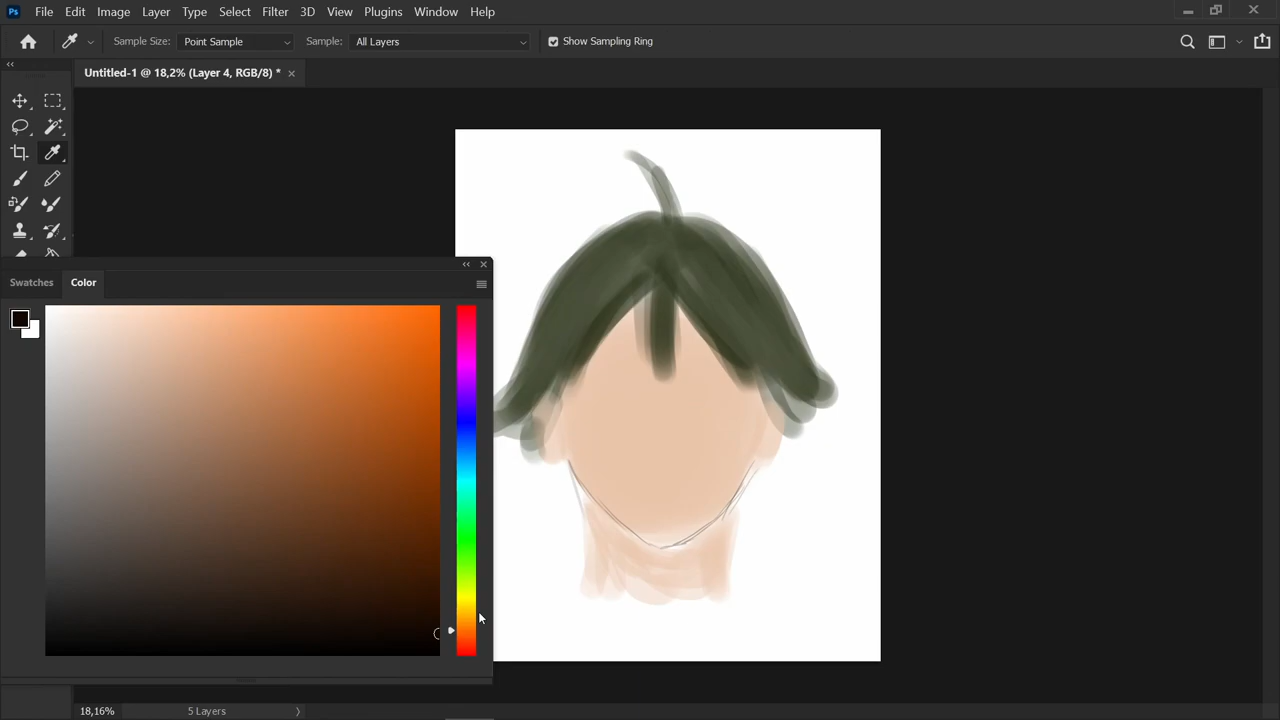 Ps File Edit Image Layer Type Select Filter 3D View Plugins Window Help
Sample Size: Point Sample Sample: All Layers Show Sampling Ring
Untitled-1 @ 18,2% (Layer 4, RGB/8) *
Swatches Color
18,16% 5 Layers